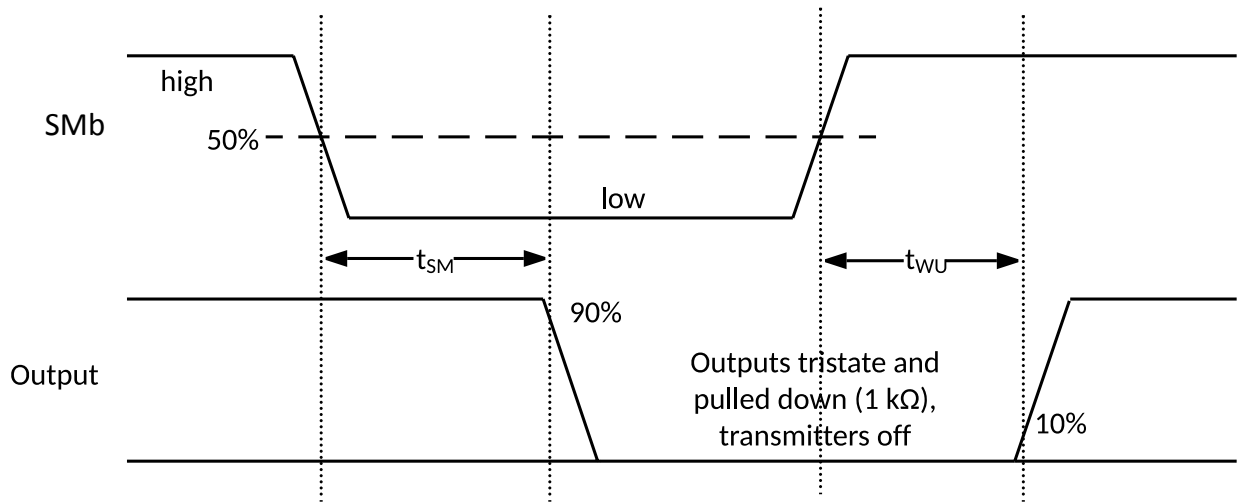 high
SMb
50%
low
tSM
tWU
90%
Output
Outputs tristate and
pulled down (1 kΩ),
transmitters off
10%